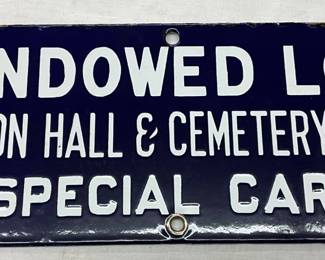 NDOWED L
ON HALL & CEMETERY
SPECIAL CAR